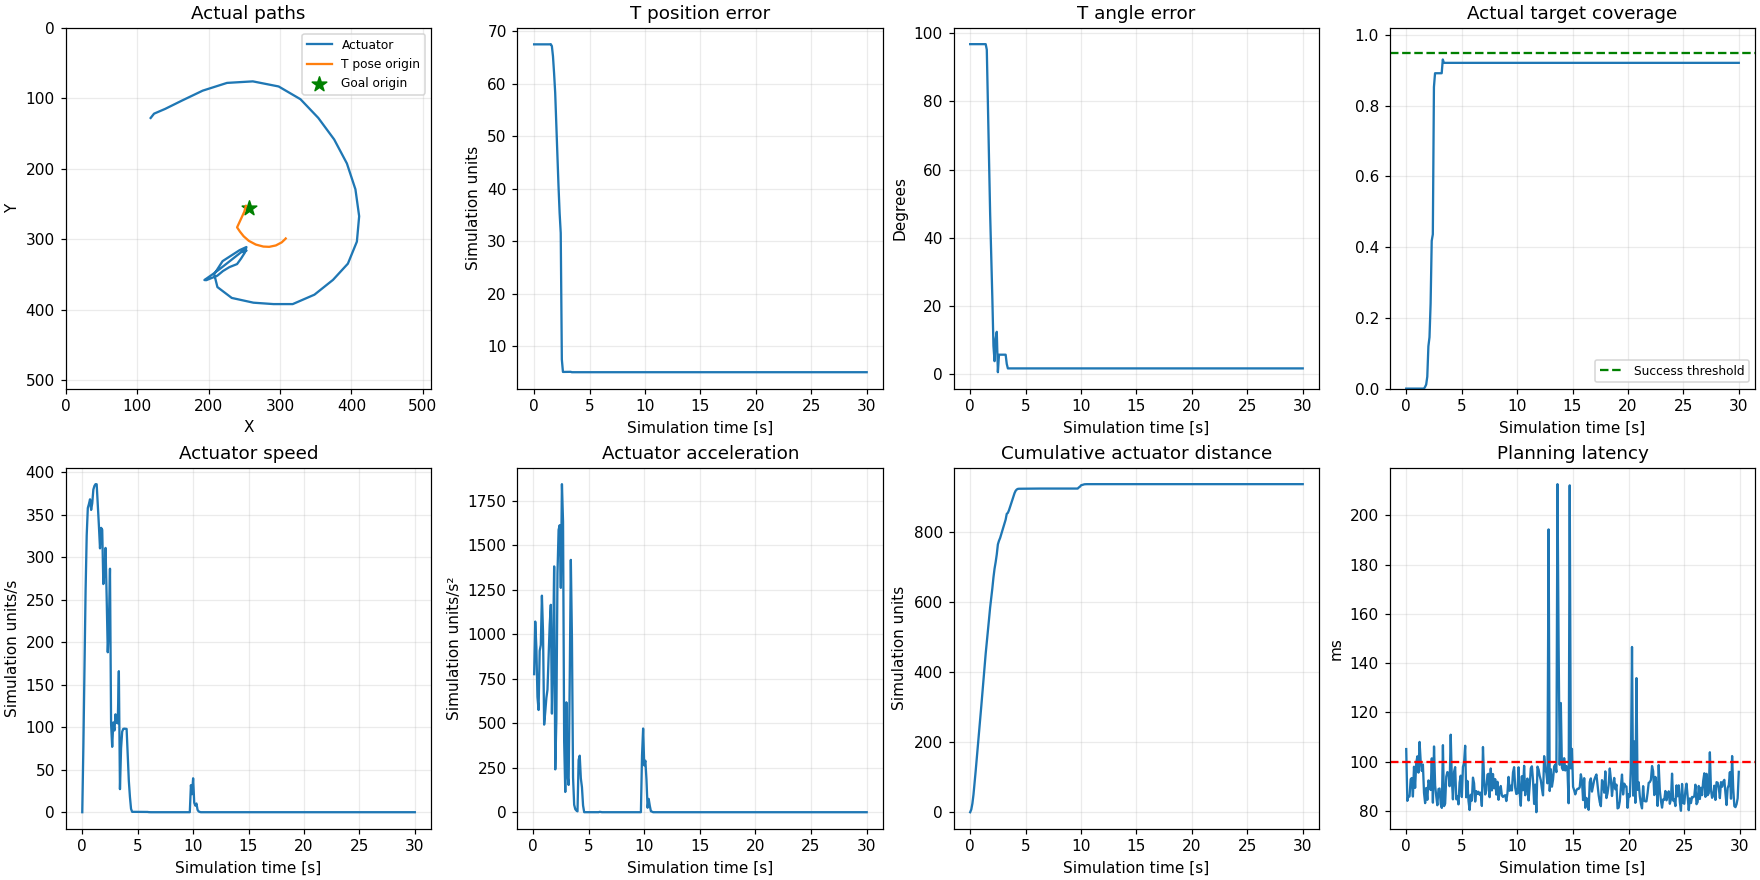 Actual paths
0
100
200
300
400
500
Y
0 100 200 300 400 500
X
Actuator
T pose origin
Goal origin
T position error
70
60
50
40
30
20
10
Simulation units
0 5 10 15 20 25 30
Simulation time [s]
T angle error
100
80
60
40
20
0
Degrees
0 5 10 15 20 25 30
Simulation time [s]
Actual target coverage
1.0
0.8
0.6
0.4
0.2
0.0
0 5 10 15 20 25 30
Simulation time [s]
Success threshold
Actuator speed
400
350
300
250
200
150
100
50
0
Simulation units/s
0 5 10 15 20 25 30
Simulation time [s]
Actuator acceleration
1750
1500
1250
1000
750
500
250
0
Simulation units/s²
0 5 10 15 20 25 30
Simulation time [s]
Cumulative actuator distance
800
600
400
200
0
Simulation units
0 5 10 15 20 25 30
Simulation time [s]
Planning latency
200
180
160
140
120
100
80
ms
0 5 10 15 20 25 30
Simulation time [s]